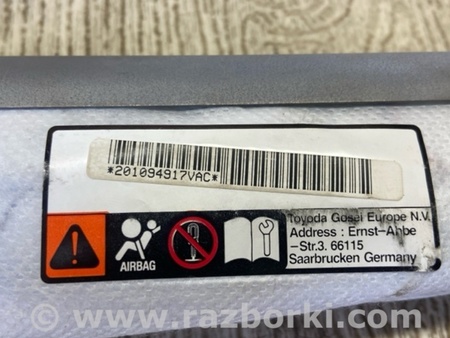 *201094917VAC*
AIRBAG
Toyoda Gosei Europe N.V.
Address : Ernst-Abbe
-Str.3. 66115
Saarbrucken Germany
© www.razborki.com